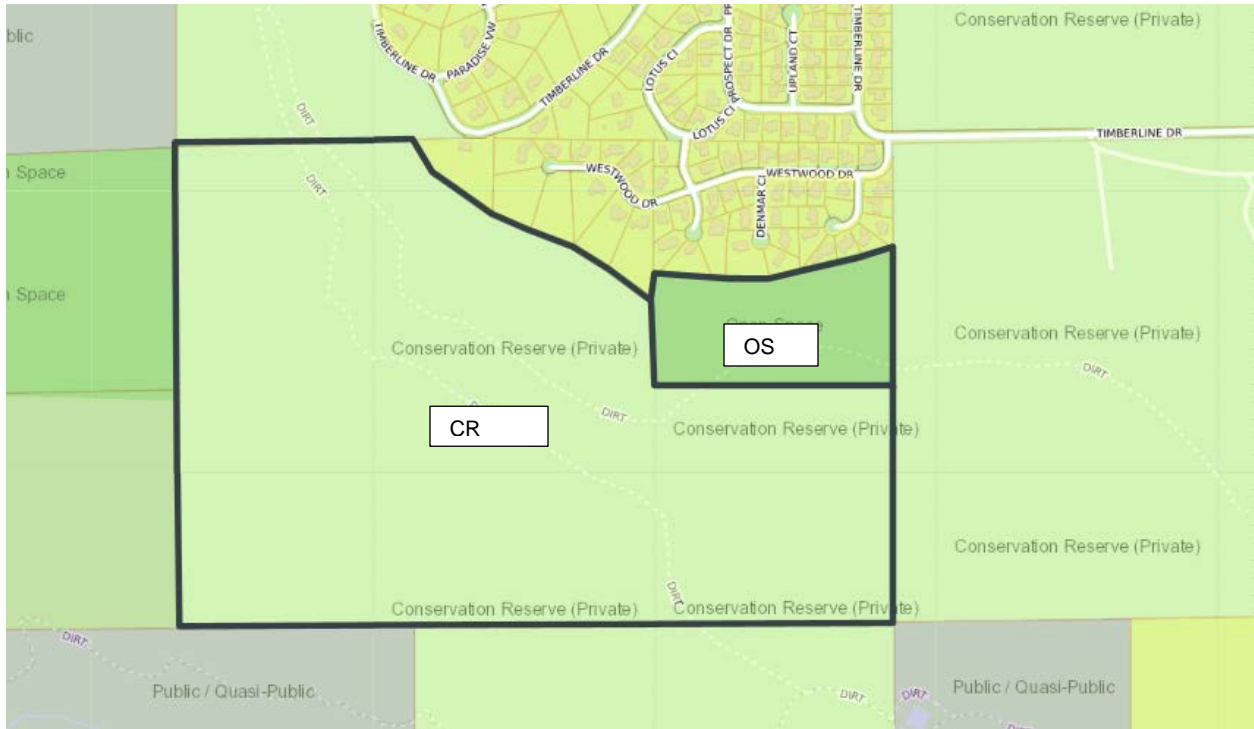 blic
TIMBERLINE DR
PARADISE VW
TIMBERLINE DR
LOTUS CI
PROSPECT DR
PR
UPLAND CT
TIMBERLINE DR
Conservation Reserve (Private)
DIRT
LOTUS CI
TIMBERLINE DR
n Space
DIRT
WESTWOOD DR
WESTWOOD DR
DENMAR CI
n Space
Open Space
OS
Conservation Reserve (Private)
Conservation Reserve (Private)
DIRT
DIRT
CR
Conservation Reserve (Private)
Conservation Reserve (Private)
DIRT
Conservation Reserve (Private)
Conservation Reserve (Private)
DIRT
Public / Quasi-Public
DIRT
DIRT
Public / Quasi-Public